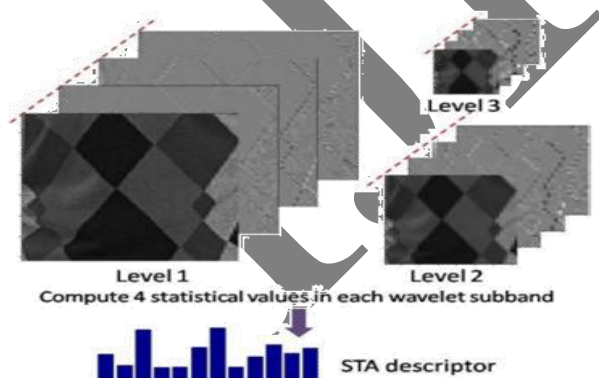 Level 3
Level 1
Level 2
Compute 4 statistical values in each wavelet subband
STA descriptor